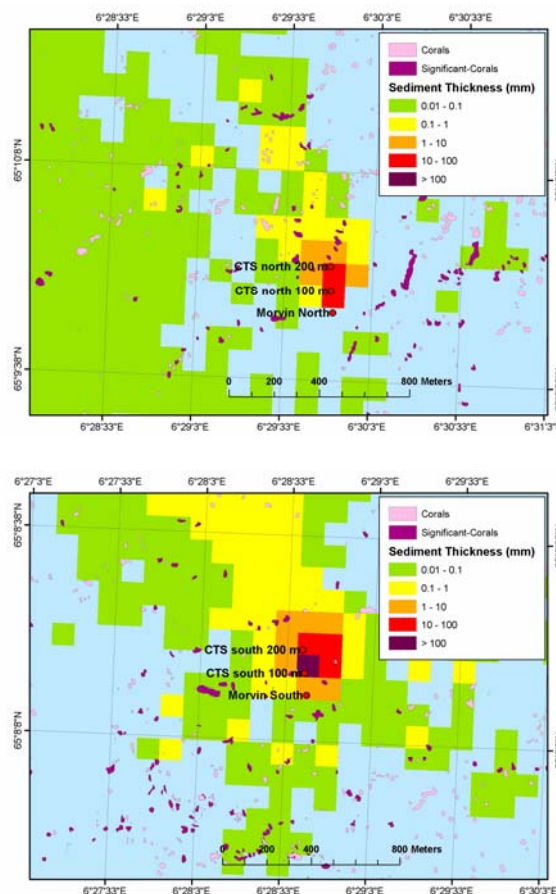 6°28'33"E 6°29'3"E 6°29'33"E 6°30'3"E 6°30'33"E
Corals
Significant-Corals
Sediment Thickness (mm)
0.01 - 0.1
0.1 - 1
1 - 10
10 - 100
> 100
65°10'8"N
CTS north 200 m
CTS north 100 m
Morvin North
65°9'38"N
0 200 400 800 Meters
6°28'33"E 6°29'3"E 6°29'33"E 6°30'3"E 6°30'33"E 6°31'3
6°27'3"E 6°27'33"E 6°28'3"E 6°28'33"E 6°29'3"E 6°29'33"E
Corals
Significant-Corals
Sediment Thickness (mm)
0.01 - 0.1
0.1 - 1
1 - 10
10 - 100
> 100
65°8'38"N
CTS south 200 m
CTS south 100 m
Morvin South
65°8'8"N
0 200 400 800 Meters
6°27'33"E 6°28'3"E 6°28'33"E 6°29'3"E 6°29'33"E